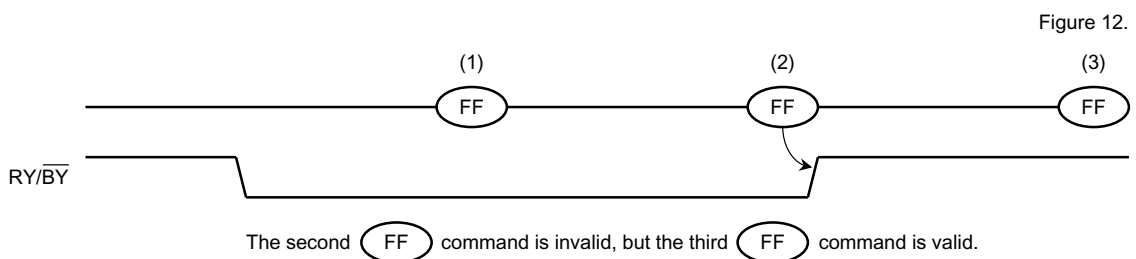 Figure 12.
(1) (2) (3)
FF FF FF
RY/B̅Y̅
The second FF command is invalid, but the third FF command is valid.